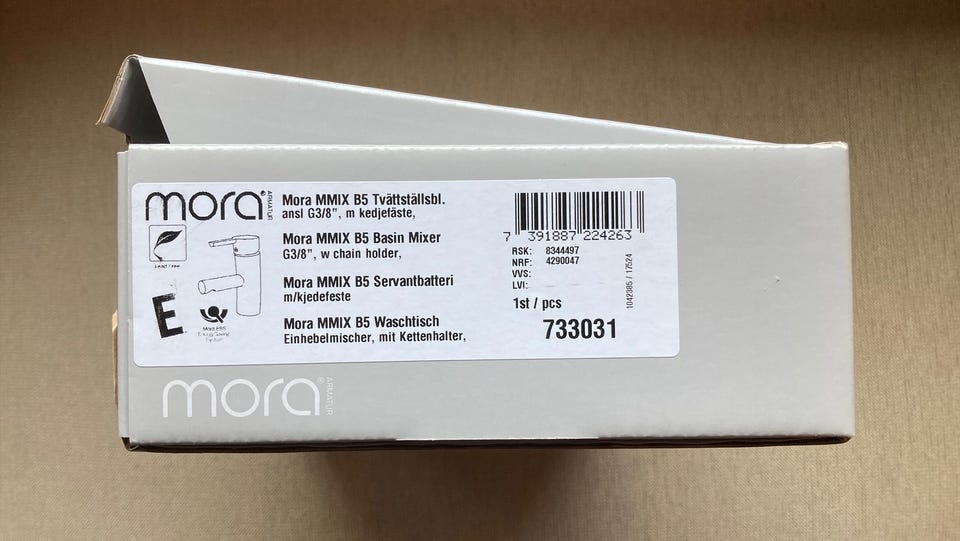 mora ARMATUR
Mora MMIX B5 Tvättställsbl.
ansl G3/8", m kedjefäste,
Mora MMIX B5 Basin Mixer
G3/8", w chain holder,
Mora MMIX B5 Servantbatteri
m/kjedefeste
Mora MMIX B5 Waschtisch
Einhebelmischer, mit Kettenhalter,
E
7 391887 224263
RSK: 8344497
NRF: 4290047
VVS:
LVI:
1st / pcs
733031
1042385 / 17524
mora® ARMATUR